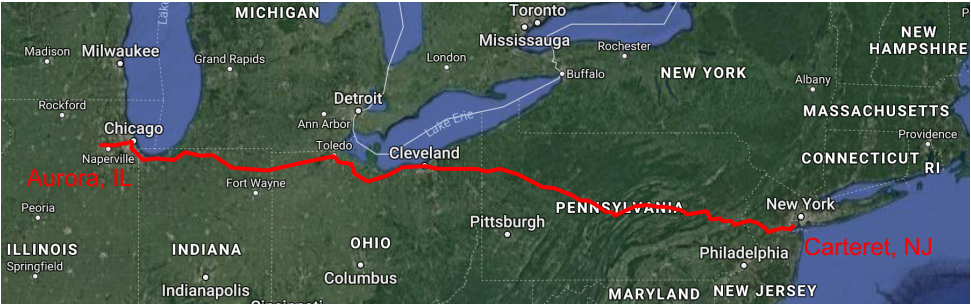 MICHIGAN
Toronto
Lake
NEW
HAMPSHIRE
Madison
Milwaukee
Grand Rapids
London
Mississauga
Rochester
Buffalo
NEW YORK
Albany
Rockford
Detroit
Ann Arbor
Lake Erie
MASSACHUSETTS
Chicago
Toledo
Cleveland
Providence
Naperville
CONNECTICUT
RI
Aurora, IL
Fort Wayne
Peoria
PENNSYLVANIA
New York
Pittsburgh
ILLINOIS
INDIANA
OHIO
Philadelphia
Carteret, NJ
Springfield
Columbus
Indianapolis
MARYLAND
NEW JERSEY